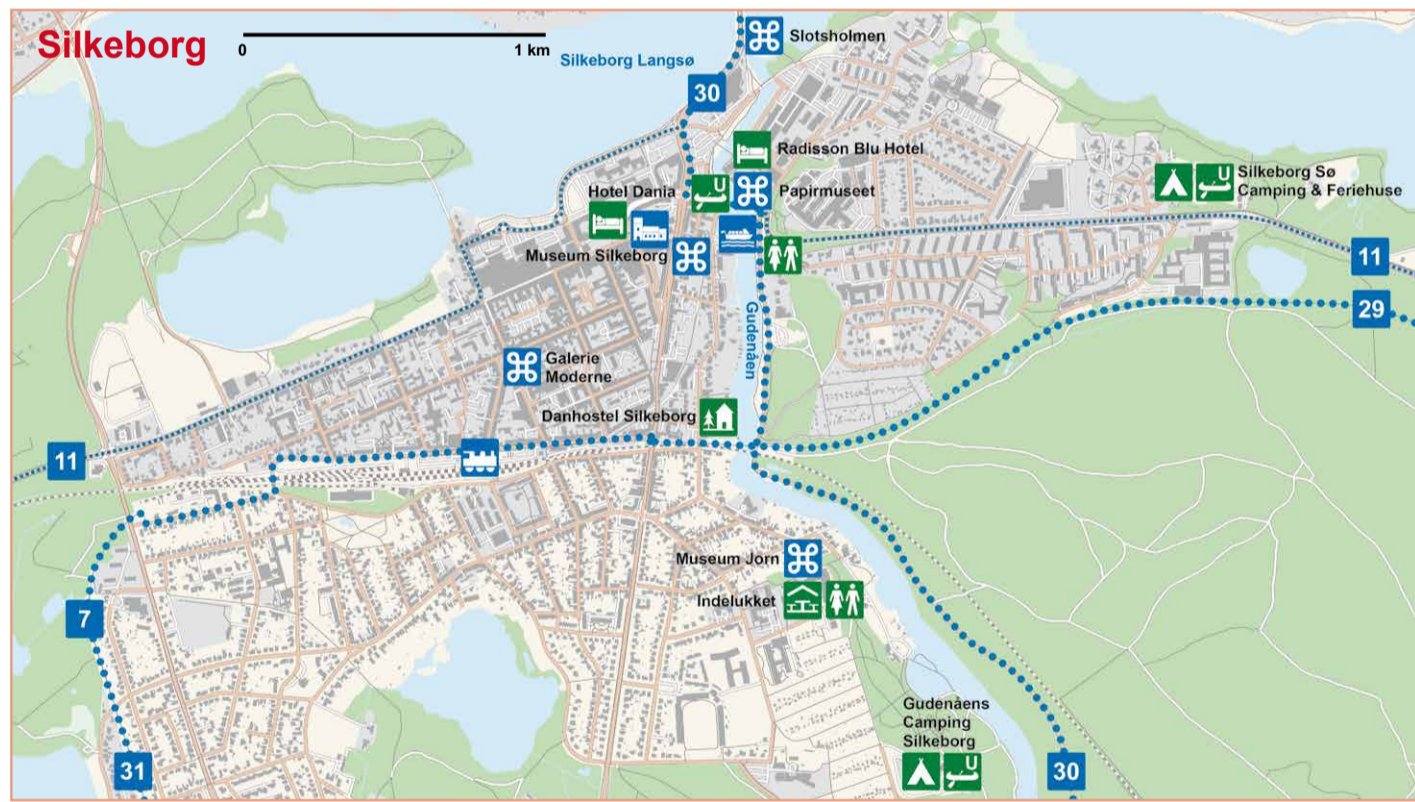 Silkeborg
0
1 km
Silkeborg Langsø
Slotsholmen
30
Radisson Blu Hotel
Hotel Dania
U
Papirmuseet
U
Silkeborg Sø
Camping & Feriehuse
Museum Silkeborg
11
29
Gudenåen
Galerie
Moderne
Danhostel Silkeborg
11
Museum Jorn
Indelukket
7
Gudenåens
Camping
Silkeborg
U
31
30